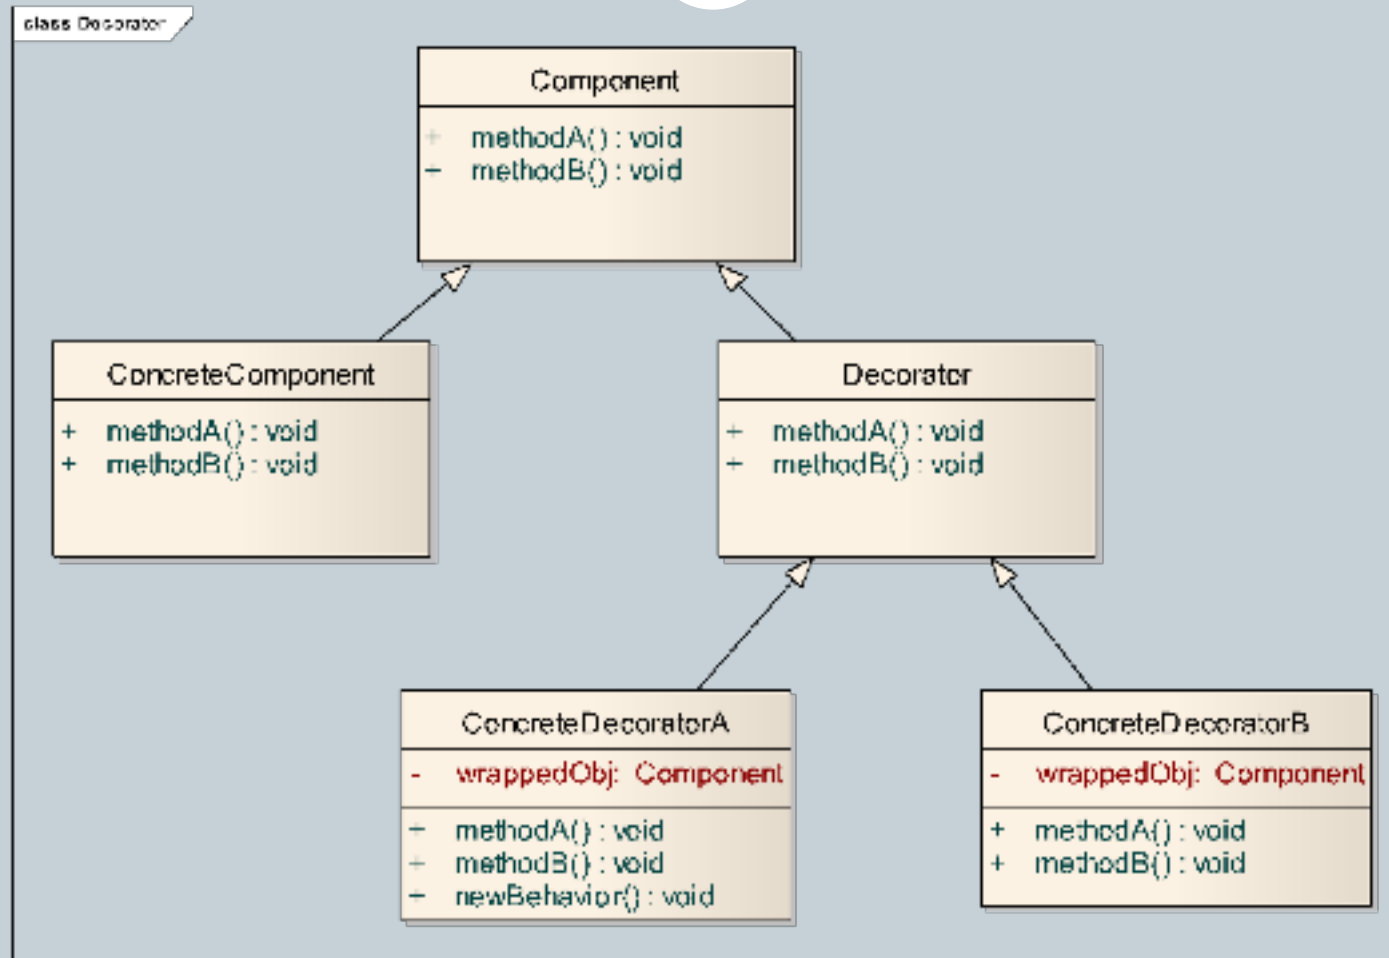 class Decorator
Component
+ methodA() : void
+ methodB() : void
ConcreteComponent
+ methodA() : void
+ methodB() : void
Decorator
+ methodA() : void
+ methodB() : void
ConcreteDecoratorA
- wrappedObj: Component
+ methodA() : void
+ methodB() : void
+ newBehavior() : void
ConcreteDecoratorB
- wrappedObj: Component
+ methodA() : void
+ methodB() : void